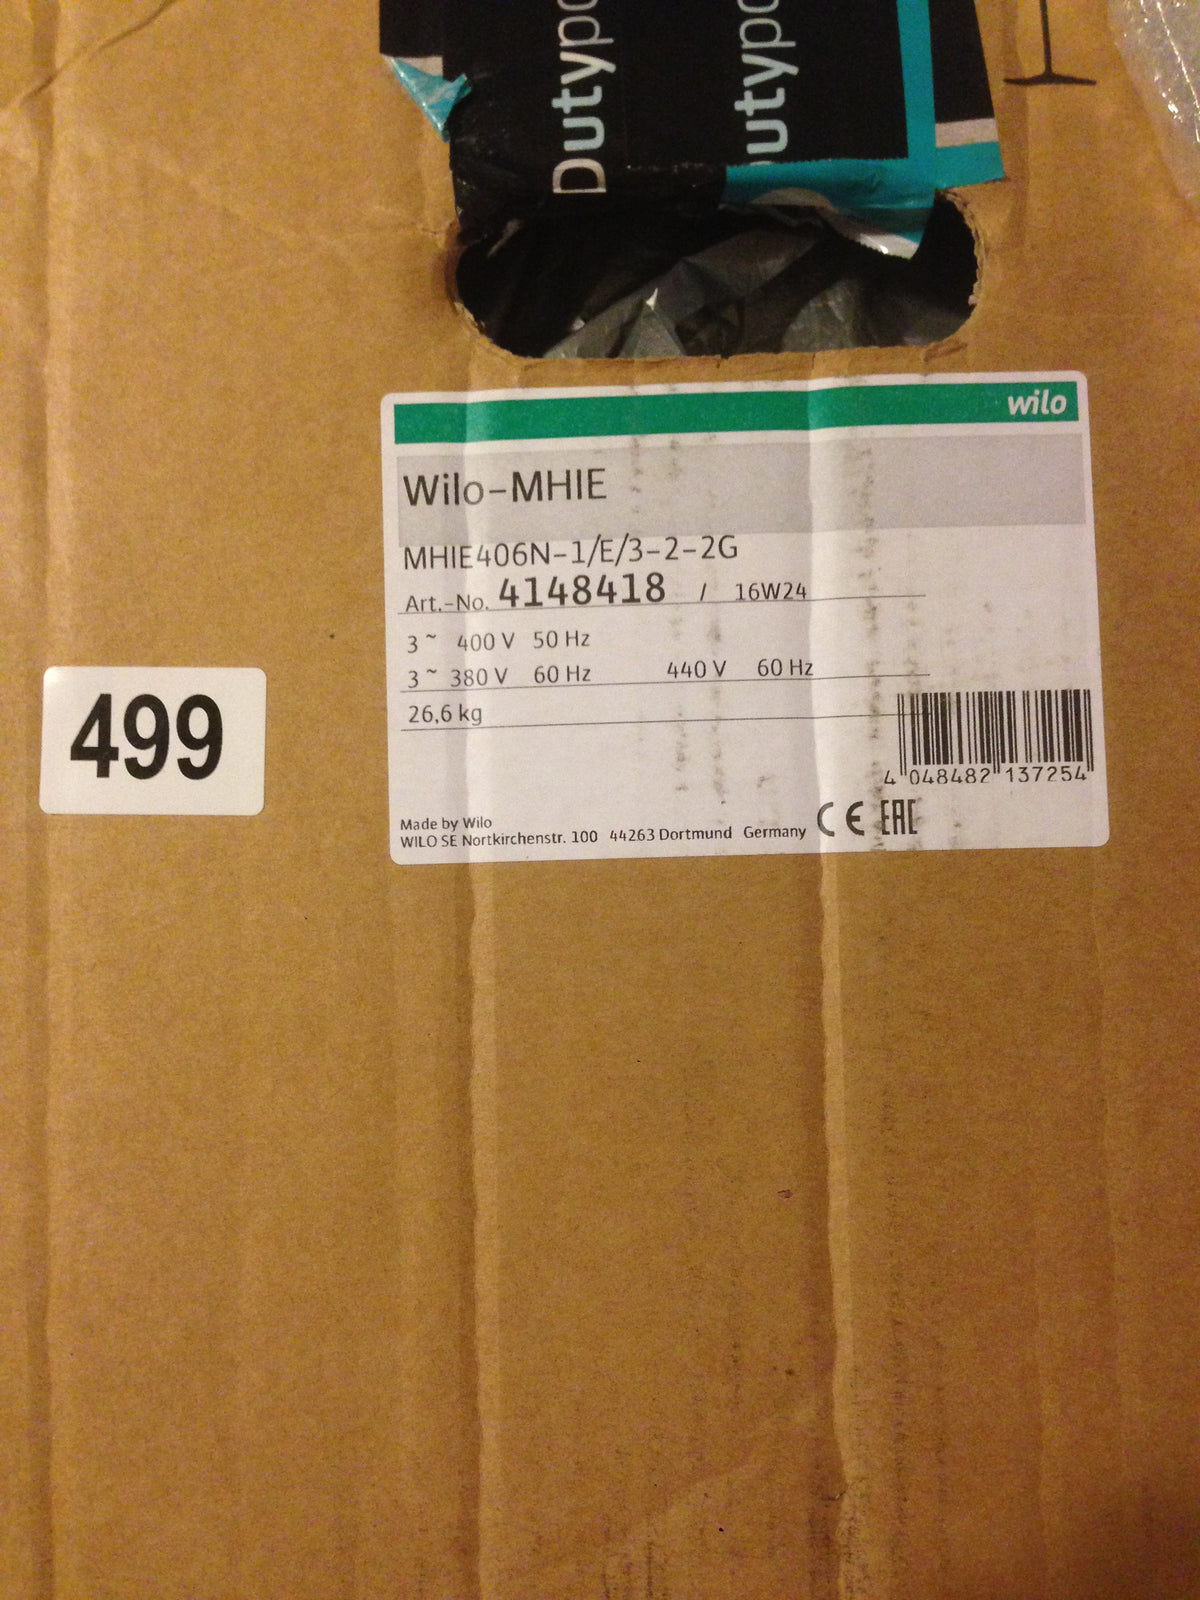 Dutypo
utypo
wilo
Wilo-MHIE
MHIE406N-1/E/3-2-2G
Art.-No. 4148418 / 16W24
3 ~ 400 V 50 Hz
3 ~ 380 V 60 Hz 440 V 60 Hz
26,6 kg
499
4 048482 137254
Made by Wilo
WILO SE Nortkirchenstr. 100 44263 Dortmund Germany
CE EAC